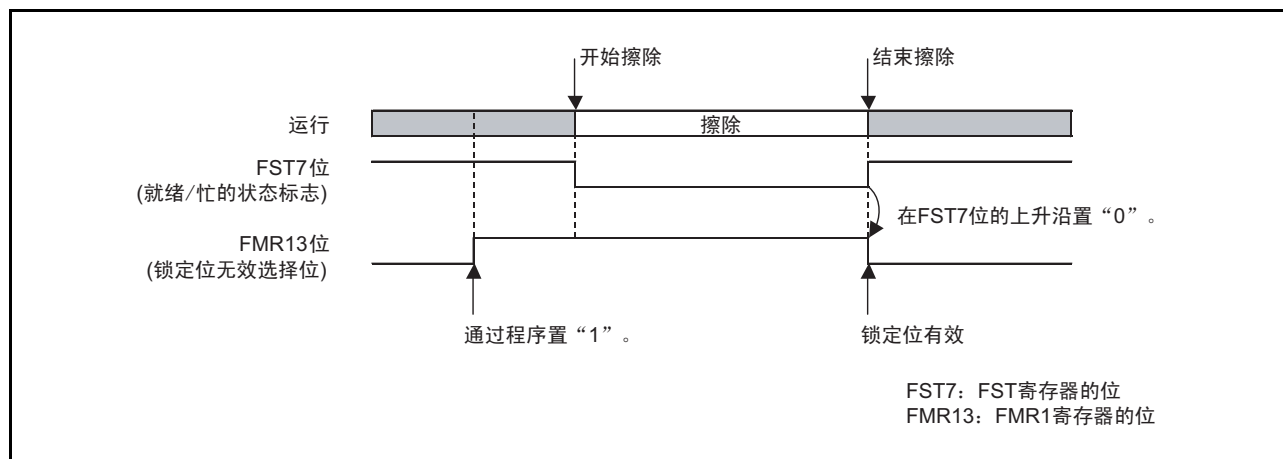 开始擦除
结束擦除
运行
擦除
FST7位
(就绪/忙的状态标志)
在FST7位的上升沿置“0”。
FMR13位
(锁定位无效选择位)
通过程序置“1”。
锁定位有效
FST7：FST寄存器的位
FMR13：FMR1寄存器的位